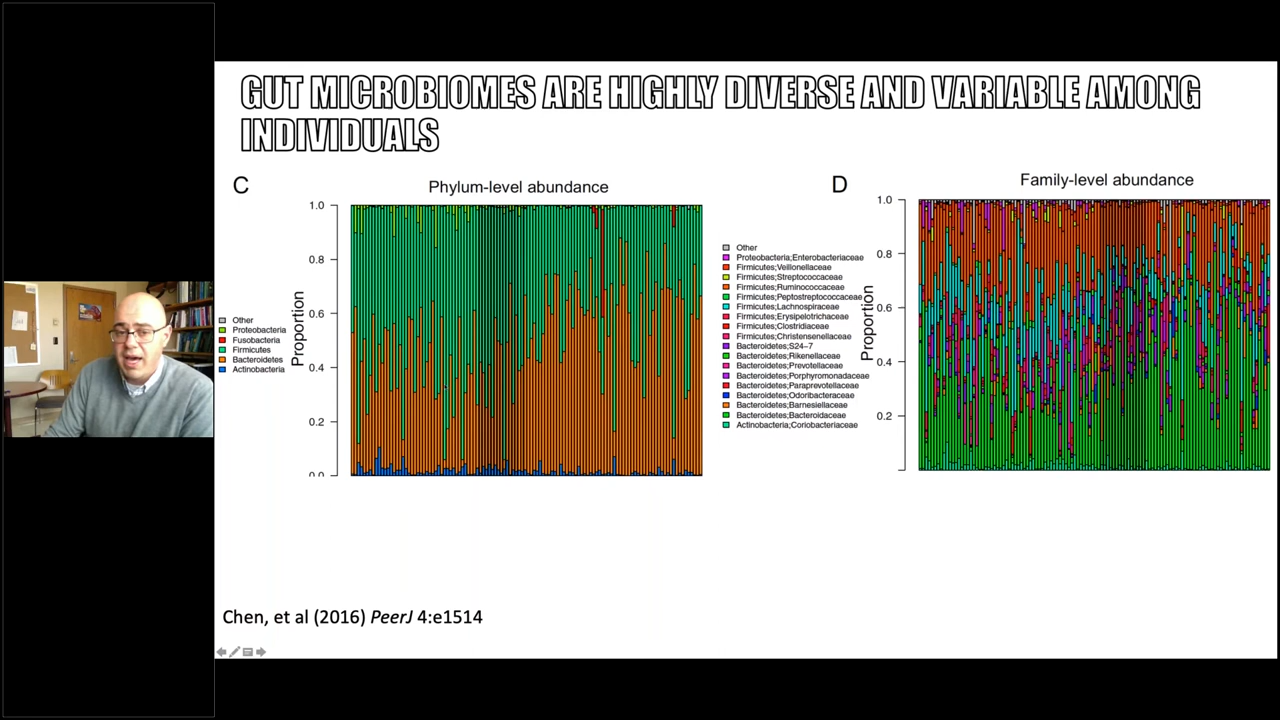 GUT MICROBIOMES ARE HIGHLY DIVERSE AND VARIABLE AMONG
INDIVIDUALS
C
Phylum-level abundance
1.0
0.8
0.6
0.4
0.2
0.0
Proportion
Other
Proteobacteria
Fusobacteria
Firmicutes
Bacteroidetes
Actinobacteria
D
Family-level abundance
1.0
0.8
0.6
0.4
0.2
Proportion
Other
Proteobacteria;Enterobacteriaceae
Firmicutes;Veillonellaceae
Firmicutes;Streptococcaceae
Firmicutes;Ruminococcaceae
Firmicutes;Peptostreptococcaceae
Firmicutes;Lachnospiraceae
Firmicutes;Erysipelotrichaceae
Firmicutes;Clostridiaceae
Firmicutes;Christensenellaceae
Bacteroidetes;S24-7
Bacteroidetes;Rikenellaceae
Bacteroidetes;Prevotellaceae
Bacteroidetes;Porphyromonadaceae
Bacteroidetes;Paraprevotellaceae
Bacteroidetes;Odoribacteraceae
Bacteroidetes;Barnesiellaceae
Bacteroidetes;Bacteroidaceae
Actinobacteria;Coriobacteriaceae
Chen, et al (2016) PeerJ 4:e1514